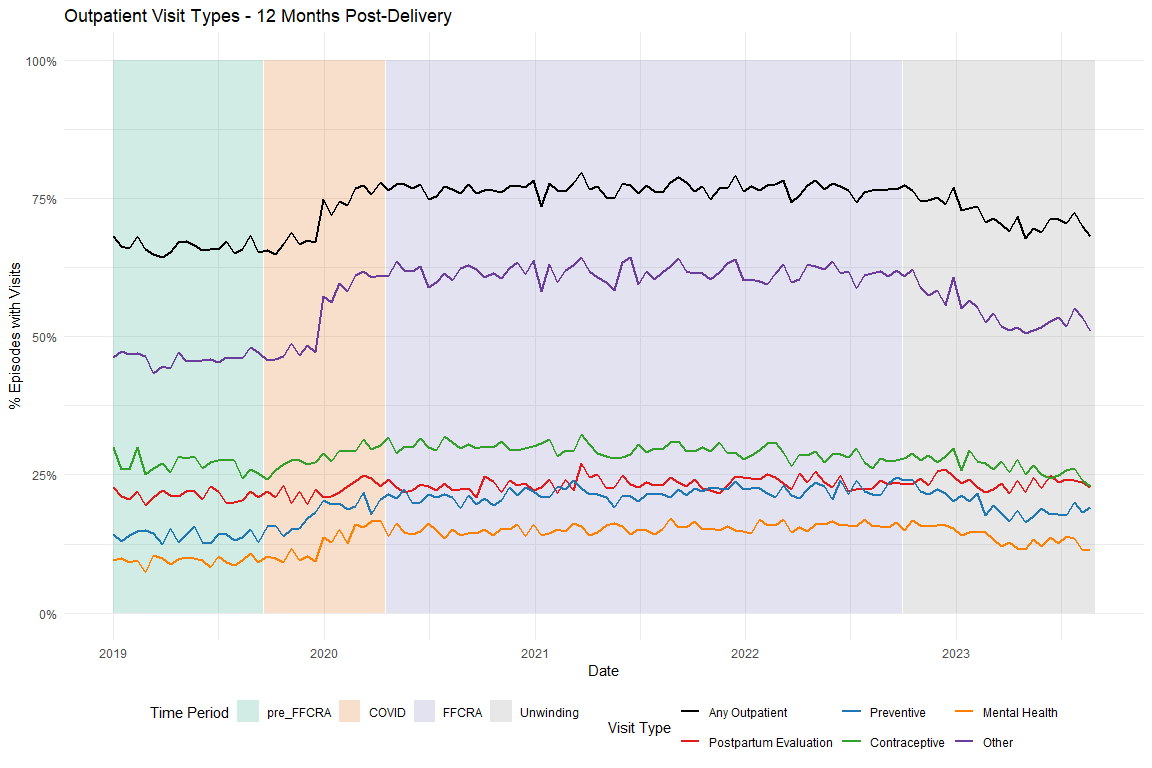 Outpatient Visit Types - 12 Months Post-Delivery
% Episodes with Visits
100%
75%
50%
25%
0%
2019 2020 2021 2022 2023
Date
Time Period pre_FFCRA COVID FFCRA Unwinding
Visit Type
Any Outpatient Preventive Mental Health
Postpartum Evaluation Contraceptive Other